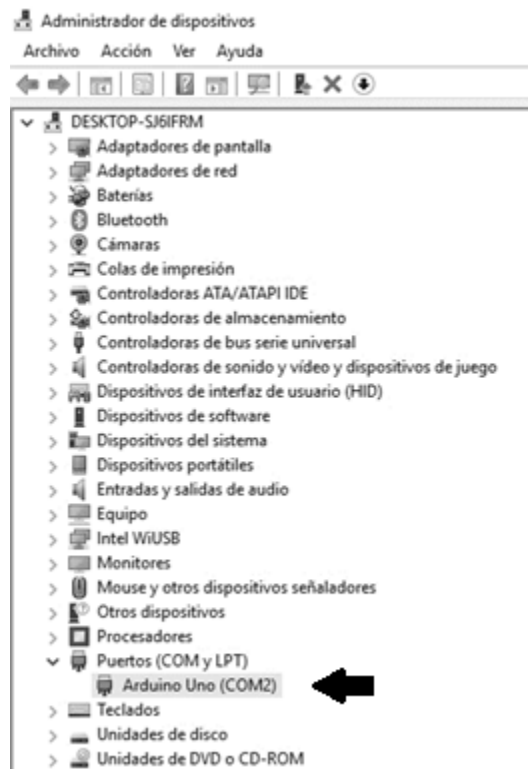 Administrador de dispositivos
Archivo Acción Ver Ayuda
DESKTOP-SJ6IFRM
Adaptadores de pantalla
Adaptadores de red
Baterías
Bluetooth
Cámaras
Colas de impresión
Controladoras ATA/ATAPI IDE
Controladoras de almacenamiento
Controladoras de bus serie universal
Controladoras de sonido y vídeo y dispositivos de juego
Dispositivos de interfaz de usuario (HID)
Dispositivos de software
Dispositivos del sistema
Dispositivos portátiles
Entradas y salidas de audio
Equipo
Intel WiUSB
Monitores
Mouse y otros dispositivos señaladores
Otros dispositivos
Procesadores
Puertos (COM y LPT)
Arduino Uno (COM2)
Teclados
Unidades de disco
Unidades de DVD o CD-ROM